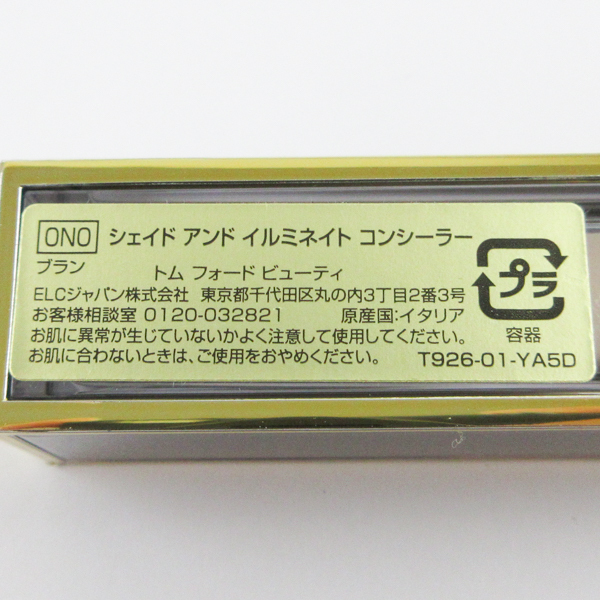 0N0 シェイド アンド イルミネイト コンシーラー
ブラン トム フォード ビューティ
ELCジャパン株式会社 東京都千代田区丸の内3丁目2番3号
お客様相談室 0120-032821 原産国:イタリア
お肌に異常が生じていないかよく注意して使用してください。
お肌に合わないときは、ご使用をおやめください。
プラ
容器
T926-01-YA5D